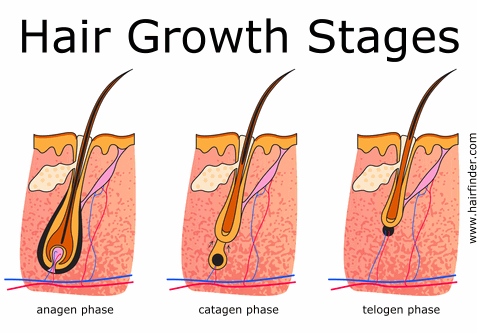 Hair Growth Stages
anagen phase
catagen phase
telogen phase
www.hairfinder.com